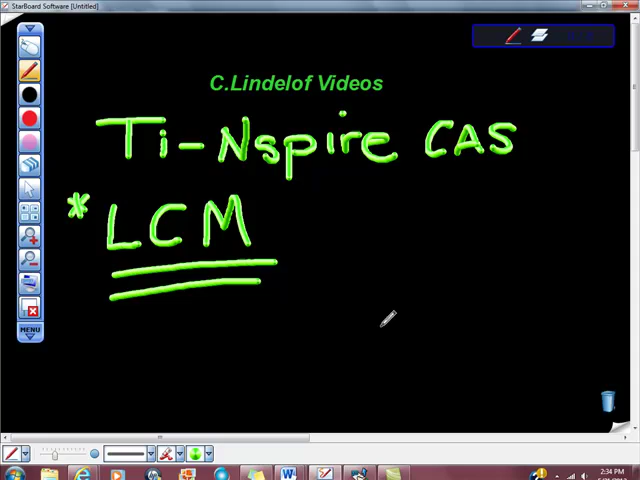 StarBoard Software [Untitled]
C.Lindelof Videos
Ti-Nspire CAS
* LCM
MENU
2:34 PM